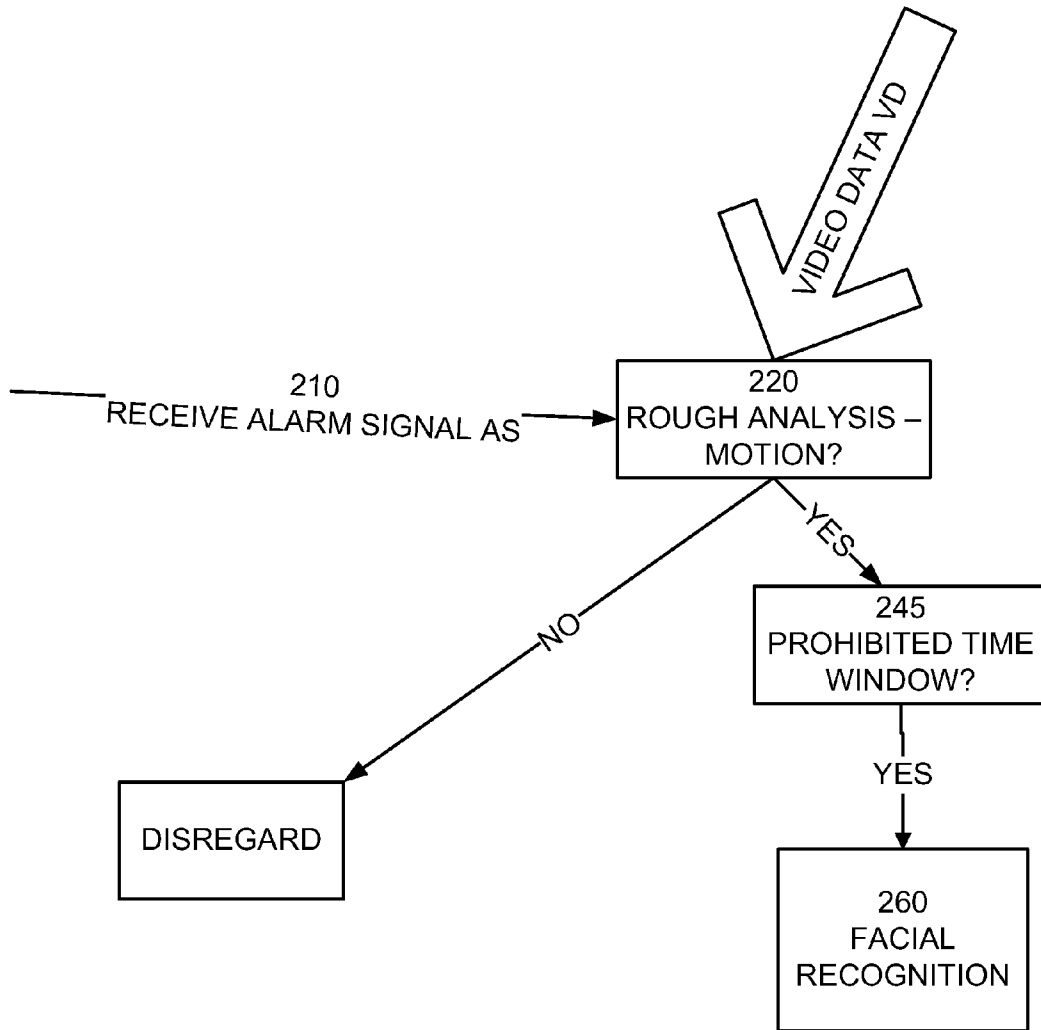 VIDEO DATA VD
210
RECEIVE ALARM SIGNAL AS
220
ROUGH ANALYSIS –
MOTION?
YES
NO
245
PROHIBITED TIME
WINDOW?
YES
DISREGARD
260
FACIAL
RECOGNITION